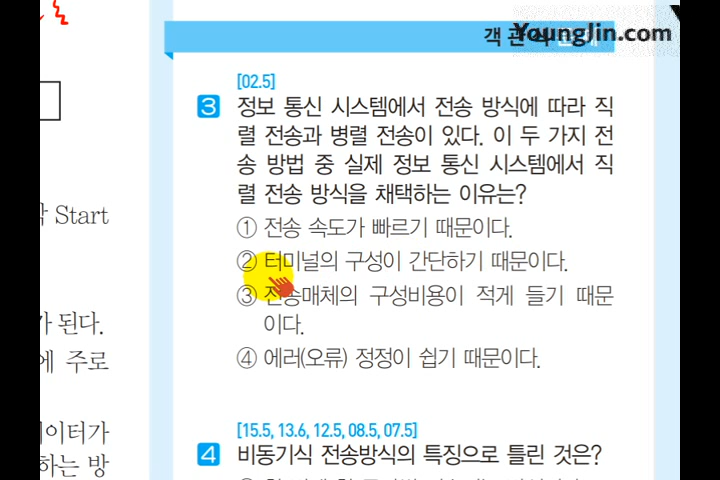 객 관
Younglin.com
[02.5]
3 정보 통신 시스템에서 전송 방식에 따라 직
렬 전송과 병렬 전송이 있다. 이 두 가지 전
송 방법 중 실제 정보 통신 시스템에서 직
렬 전송 방식을 채택하는 이유는?
① 전송 속도가 빠르기 때문이다.
② 터미널의 구성이 간단하기 때문이다.
③ 전송매체의 구성비용이 적게 들기 때문
이다.
④ 에러(오류) 정정이 쉽기 때문이다.
[15.5, 13.6, 12.5, 08.5, 07.5]
4 비동기식 전송방식의 특징으로 틀린 것은?
Start
가 된다.
에 주로
이터가
하는 방